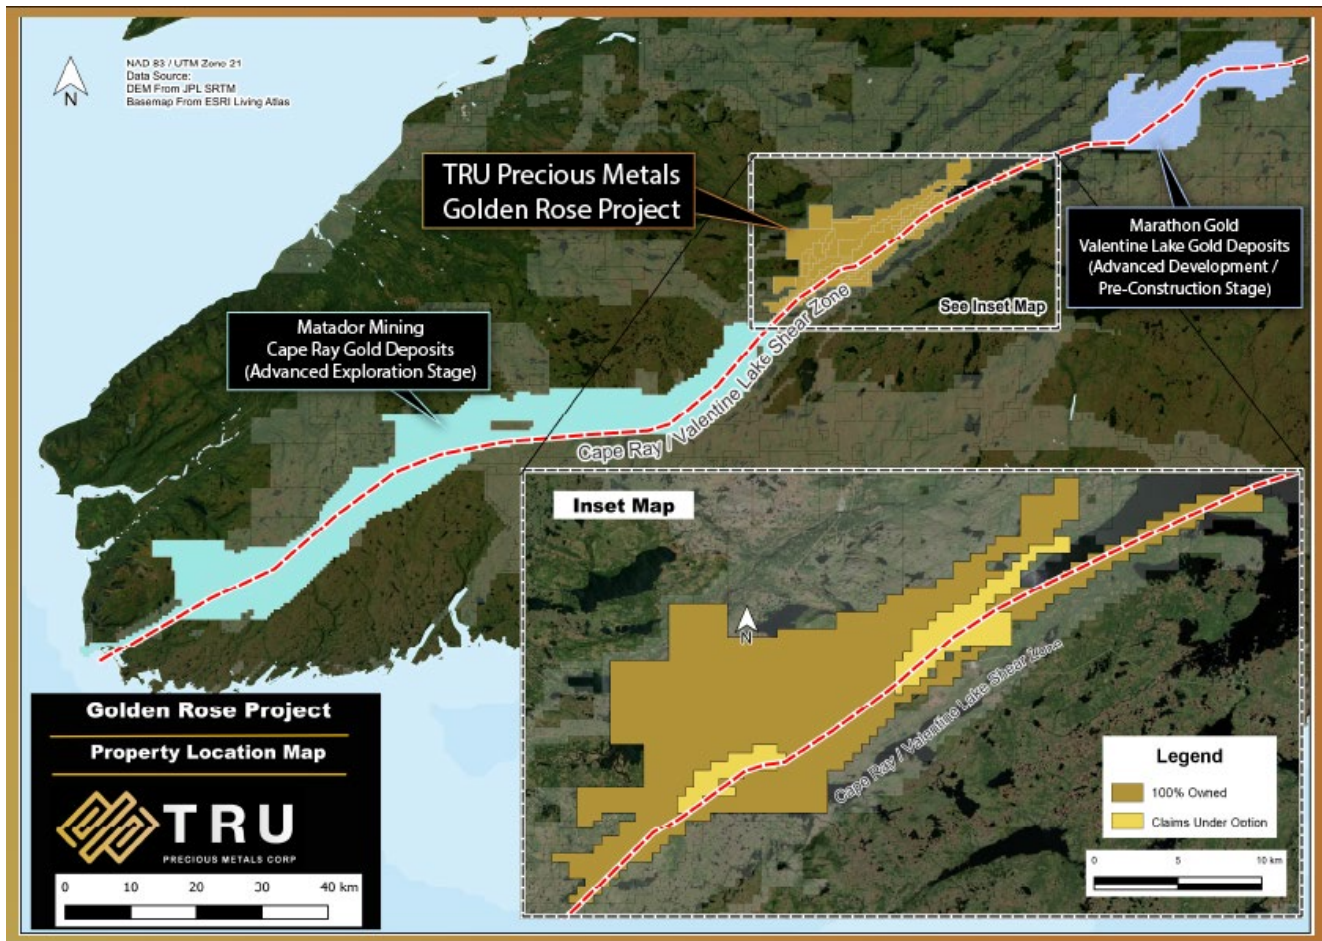 NAD 83 / UTM Zone 21
Data Source:
DEM From JPL SRTM
Basemap From ESRI Living Atlas
N
TRU Precious Metals
Golden Rose Project
Marathon Gold
Valentine Lake Gold Deposits
(Advanced Development /
Pre-Construction Stage)
See Inset Map
Matador Mining
Cape Ray Gold Deposits
(Advanced Exploration Stage)
Cape Ray / Valentine Lake Shear Zone
Inset Map
N
Cape Ray / Valentine Lake Shear Zone
Legend
100% Owned
Claims Under Option
0 5 10 km
Golden Rose Project
Property Location Map
TRU
PRECIOUS METALS CORP
0 10 20 30 40 km